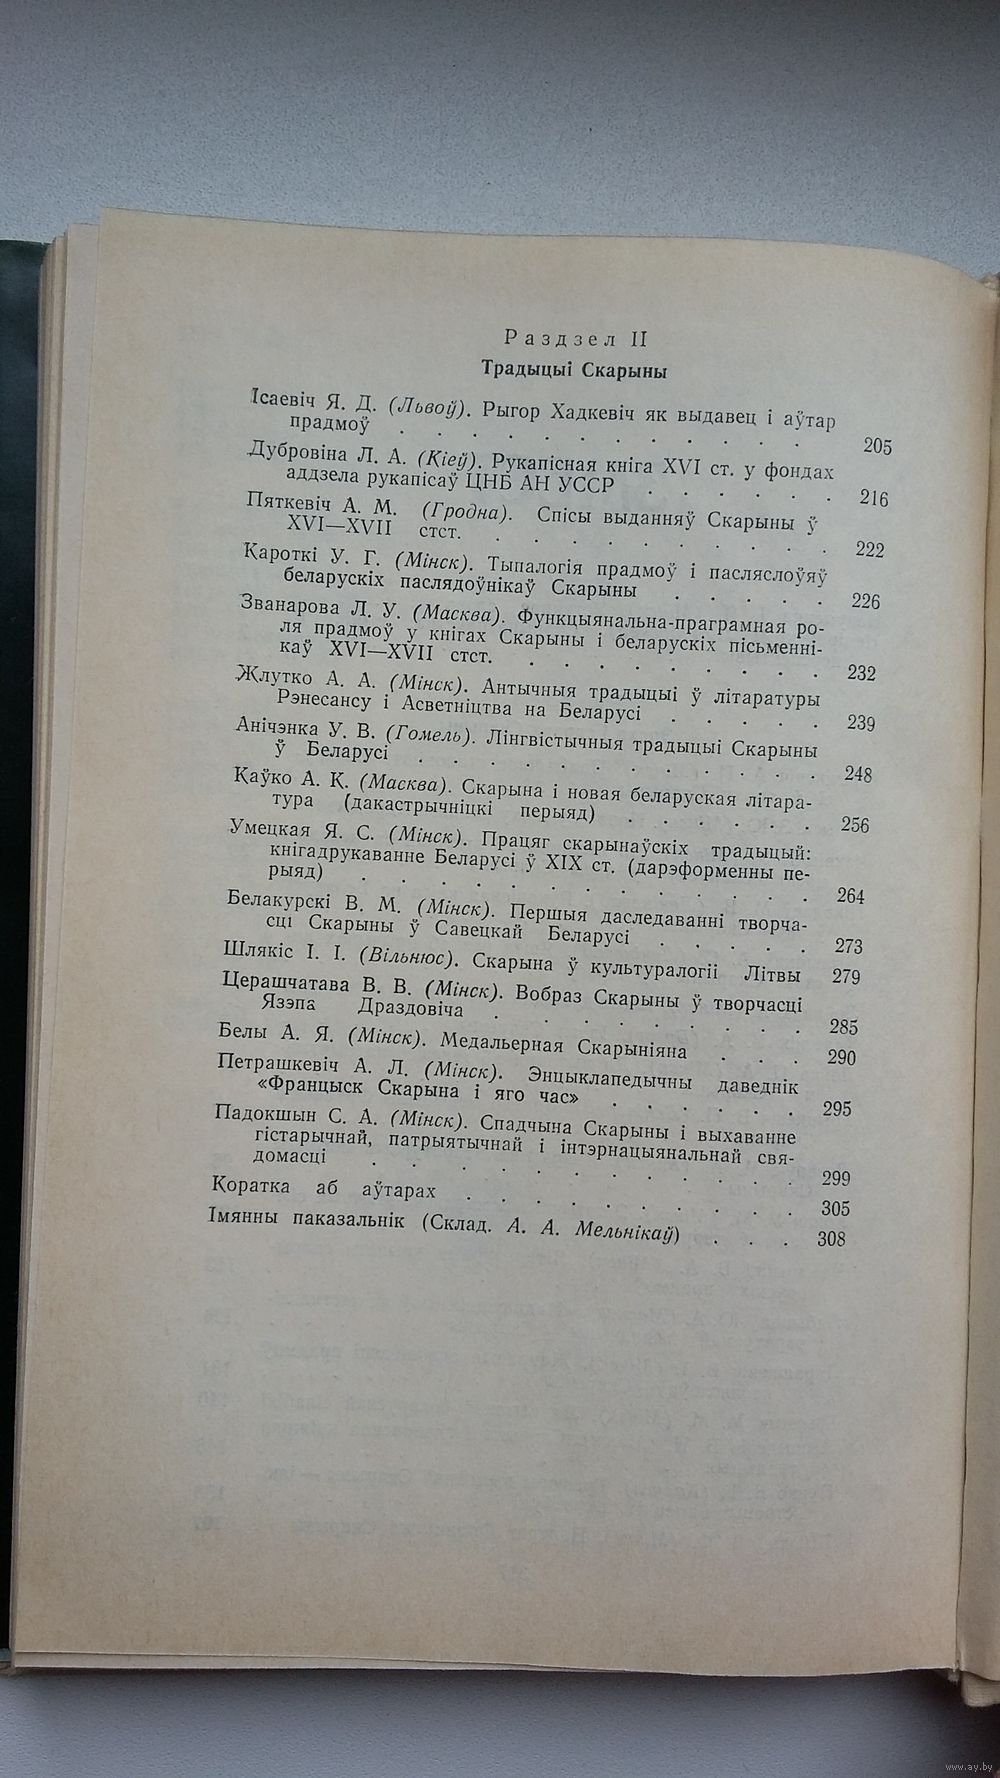 Раздзел II
Традыцыі Скарыны
Ісаевіч Я. Д. (Львоў). Рыгор Хадкевіч як выдавец і аўтар
прадмоў . . . . . . . . . . . . . 205
Дубровіна Л. А. (Кіеў). Рукапісная кніга XVI ст. у фондах
аддзела рукапісаў ЦНБ АН УССР . . . . . . 216
Пяткевіч А. М. (Гродна). Спісы выданняў Скарыны ў
XVI—XVII стст. . . . . . . . . . . 222
Кароткі У. Г. (Мінск). Тыпалогія прадмоў і пасляслоўяў
беларускіх паслядоўнікаў Скарыны . . . . . 226
Званарова Л. У. (Масква). Функцыянальна-праграмная ро-
ля прадмоў у кнігах Скарыны і беларускіх пісьменні-
каў XVI—XVII стст. . . . . . . . . . 232
Жлутко А. А. (Мінск). Антычныя традыцыі ў літаратуры
Рэнесансу і Асветніцтва на Беларусі . . . . . 239
Анічэнка У. В. (Гомель). Лінгвістычныя традыцыі Скарыны
ў Беларусі . . . . . . . . . . . . 248
Каўко А. К. (Масква). Скарына і новая беларуская літара-
тура (дакастрычніцкі перыяд) . . . . . . 256
Умецкая Я. С. (Мінск). Працяг скарынаўскіх традыцый:
кнігадрукаванне Беларусі ў XIX ст. (дарэформенны пе-
рыяд) . . . . . . . . . . . . . 264
Белакурскі В. М. (Мінск). Першыя даследаванні творча-
сці Скарыны ў Савецкай Беларусі . . . . . 273
Шлякіс І. І. (Вільнюс). Скарына ў культуралогіі Літвы 279
Церашчатава В. В. (Мінск). Вобраз Скарыны ў творчасці
Язэпа Драздовіча . . . . . . . . . 285
Белы А. Я. (Мінск). Медальерная Скарыніяна . . . 290
Петрашкевіч А. Л. (Мінск). Энцыклапедычны даведнік
«Францыск Скарына і яго час» . . . . . . 295
Падокшын С. А. (Мінск). Спадчына Скарыны і выхаванне
гістарычнай, патрыятычнай і інтэрнацыянальнай свя-
домасці . . . . . . . . . . . . 299
Коратка аб аўтарах . . . . . . . . . 305
Імянны паказальнік (Склад. А. А. Мельнікаў) . . . 308
www.ay.by